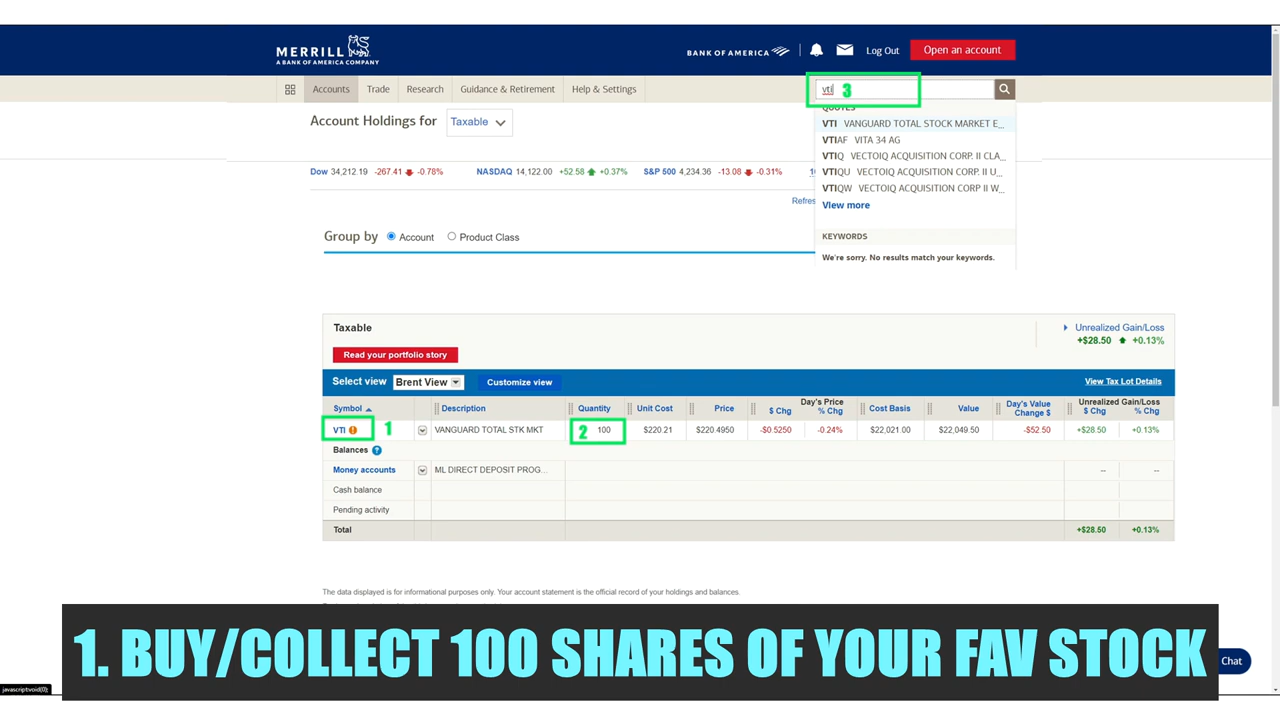 MERRILL
A BANK OF AMERICA COMPANY
BANK OF AMERICA
Log Out
Open an account
Accounts
Trade
Research
Guidance & Retirement
Help & Settings
vti
3
QUOTES
VTI VANGUARD TOTAL STOCK MARKET E...
VTIAF VITA 34 AG
VTIQ VECTOIQ ACQUISITION CORP. II CLA...
VTIQU VECTOIQ ACQUISITION CORP. II U...
VTIQW VECTOIQ ACQUISITION CORP II W...
View more
KEYWORDS
We're sorry. No results match your keywords.
Account Holdings for Taxable
Dow 34,212.19 -267.41 -0.78% NASDAQ 14,122.00 +52.58 +0.37% S&P 500 4,234.36 -13.08 -0.31%
Refres
Group by Account Product Class
Taxable
Unrealized Gain/Loss
+$28.50 +0.13%
Read your portfolio story
Select view Brent View Customize view View Tax Lot Details
Symbol Description Quantity Unit Cost Price Day's Price $ Chg % Chg Cost Basis Value Day's Value Change $ Unrealized Gain/Loss $ Chg % Chg
VTI 1 VANGUARD TOTAL STK MKT 2 100 $220.21 $220.4950 -$0.5250 -0.24% $22,021.00 $22,049.50 -$52.50 +$28.50 +0.13%
Balances ?
Money accounts ML DIRECT DEPOSIT PROG... -- --
Cash balance
Pending activity
Total +$28.50 +0.13%
The data displayed is for informational purposes only. Your account statement is the official record of your holdings and balances.
1. BUY/COLLECT 100 SHARES OF YOUR FAV STOCK
Chat
javascript:void(0);